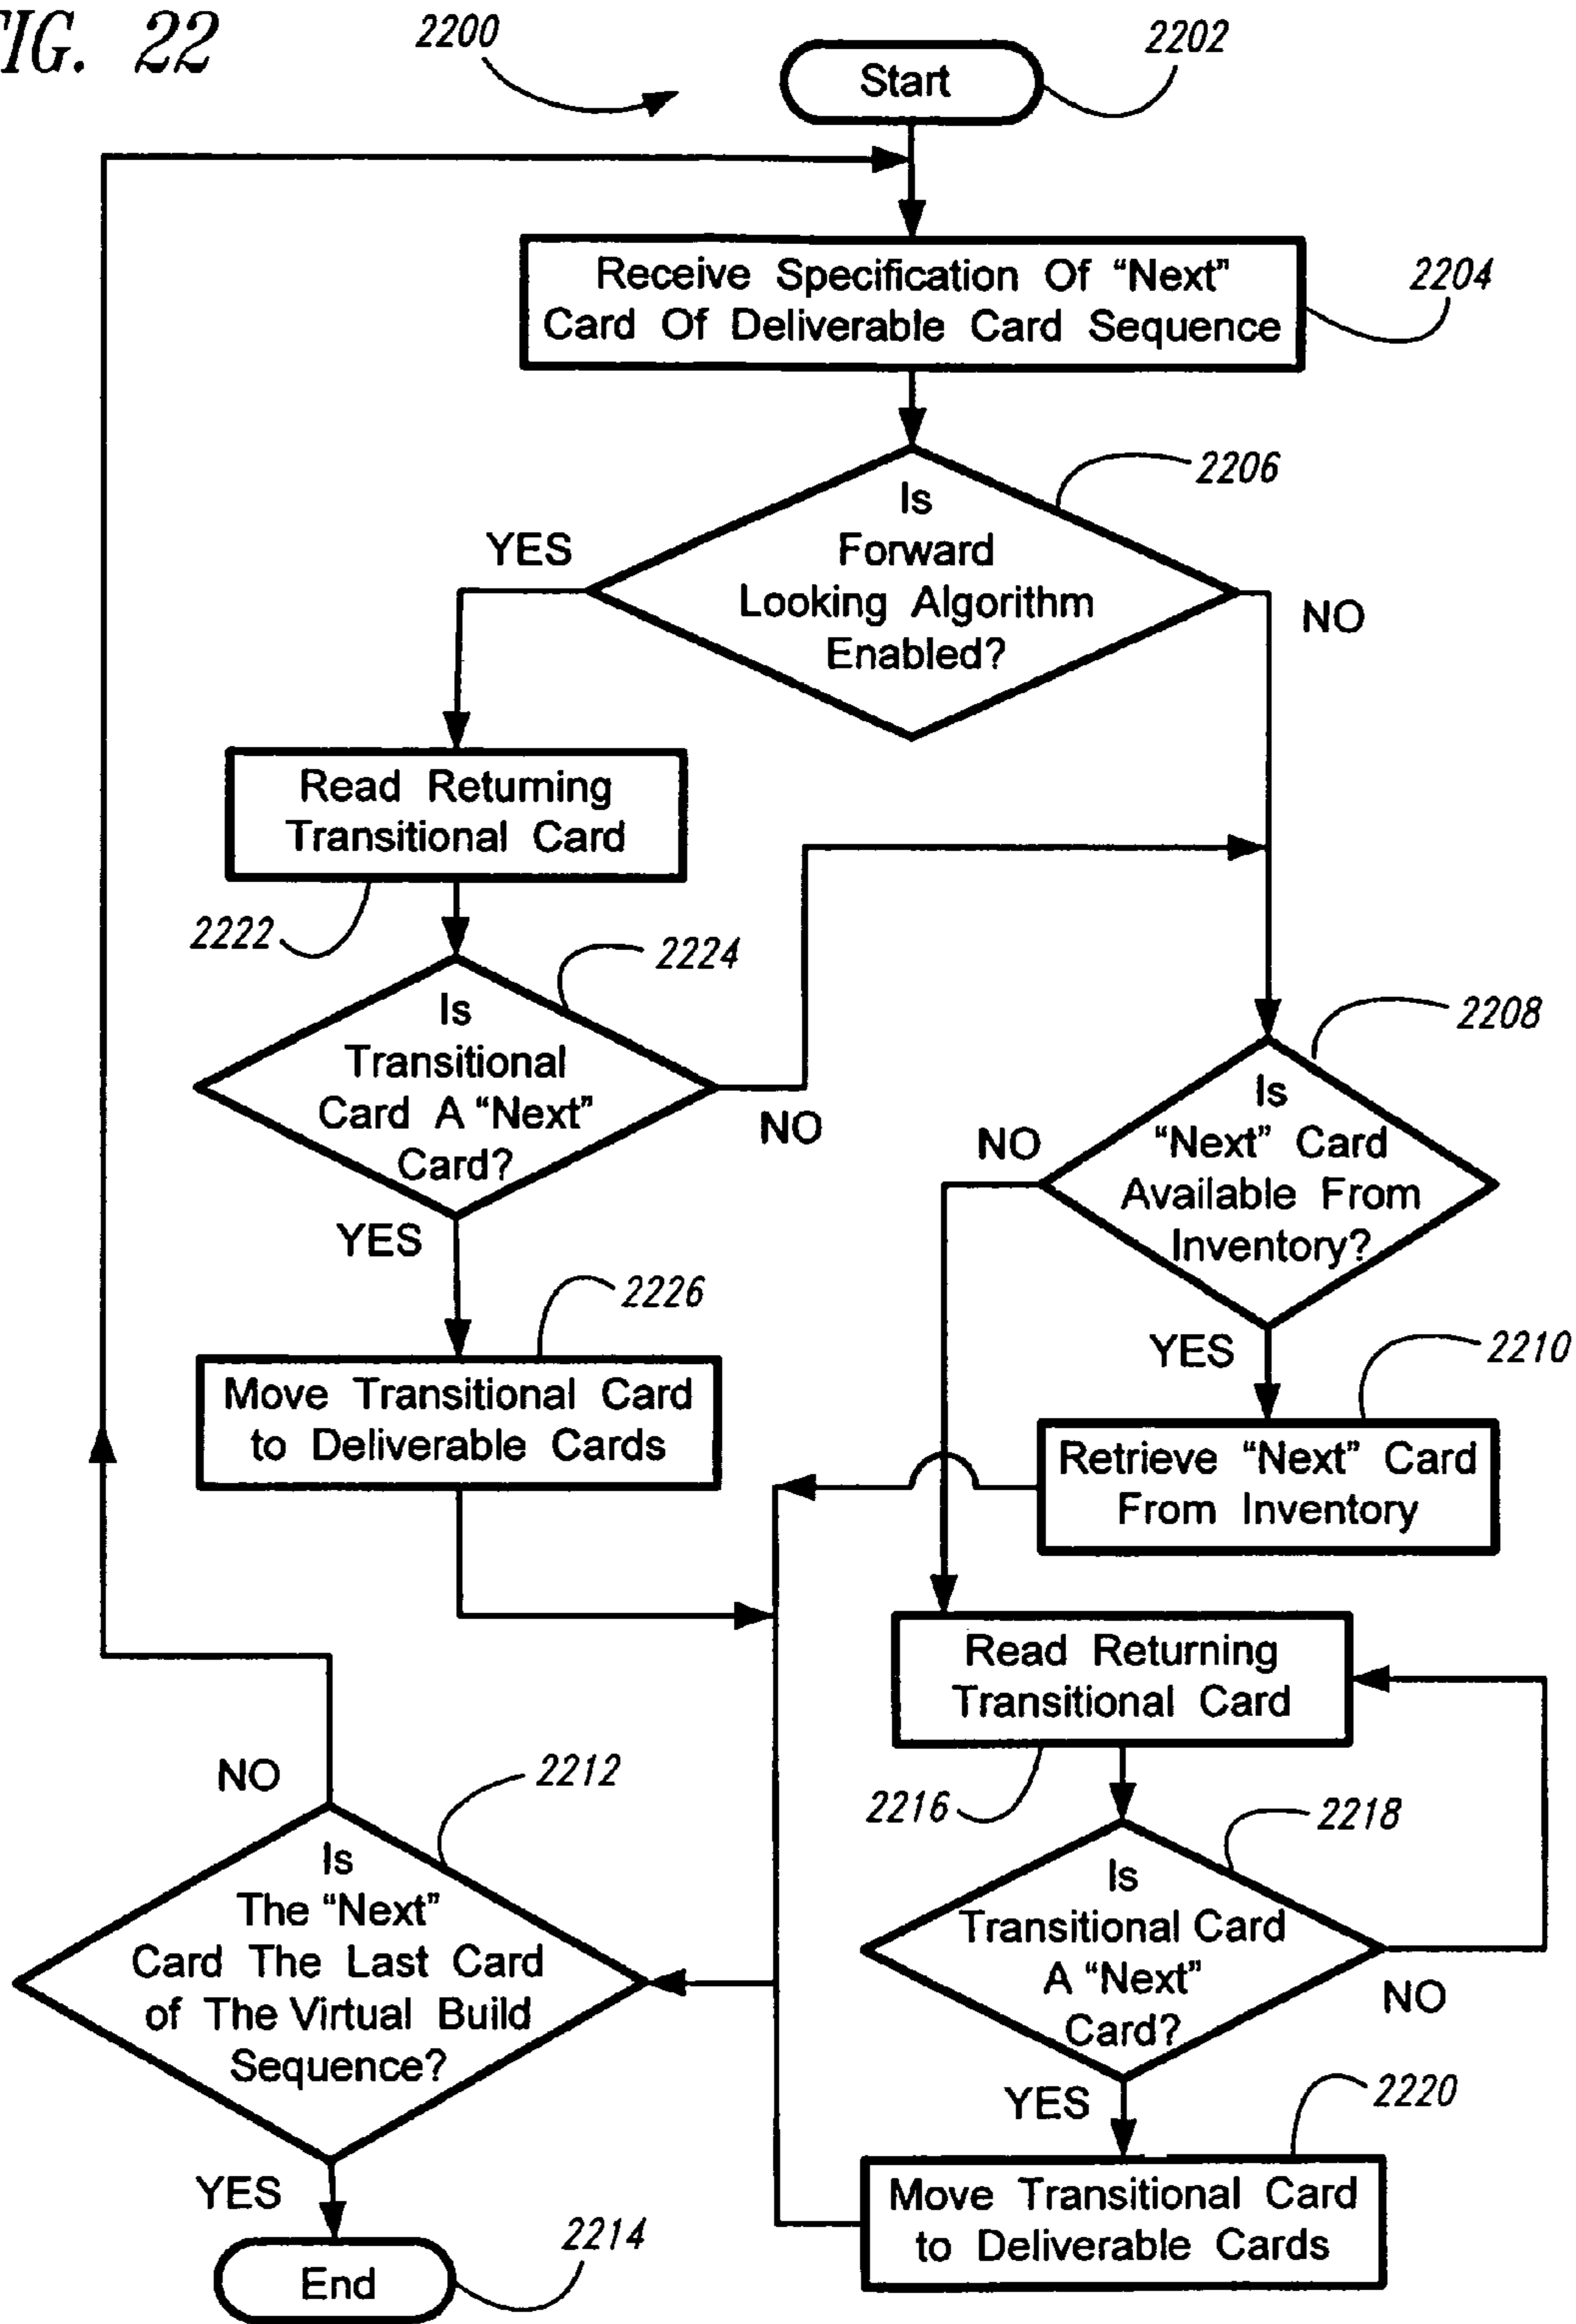 FIG. 22
2200
2202
Start
Receive Specification Of “Next”
Card Of Deliverable Card Sequence
2204
2206
Is
Forward
Looking Algorithm
Enabled?
YES
NO
Read Returning
Transitional Card
2222
2224
Is
Transitional
Card A “Next”
Card?
NO
YES
2208
Is
“Next” Card
Available From
Inventory?
NO
YES
2226
Move Transitional Card
to Deliverable Cards
2210
Retrieve “Next” Card
From Inventory
Read Returning
Transitional Card
2216
2218
Is
Transitional Card
A “Next”
Card?
NO
YES
2220
Move Transitional Card
to Deliverable Cards
NO
2212
Is
The “Next”
Card The Last Card
of The Virtual Build
Sequence?
YES
End
2214